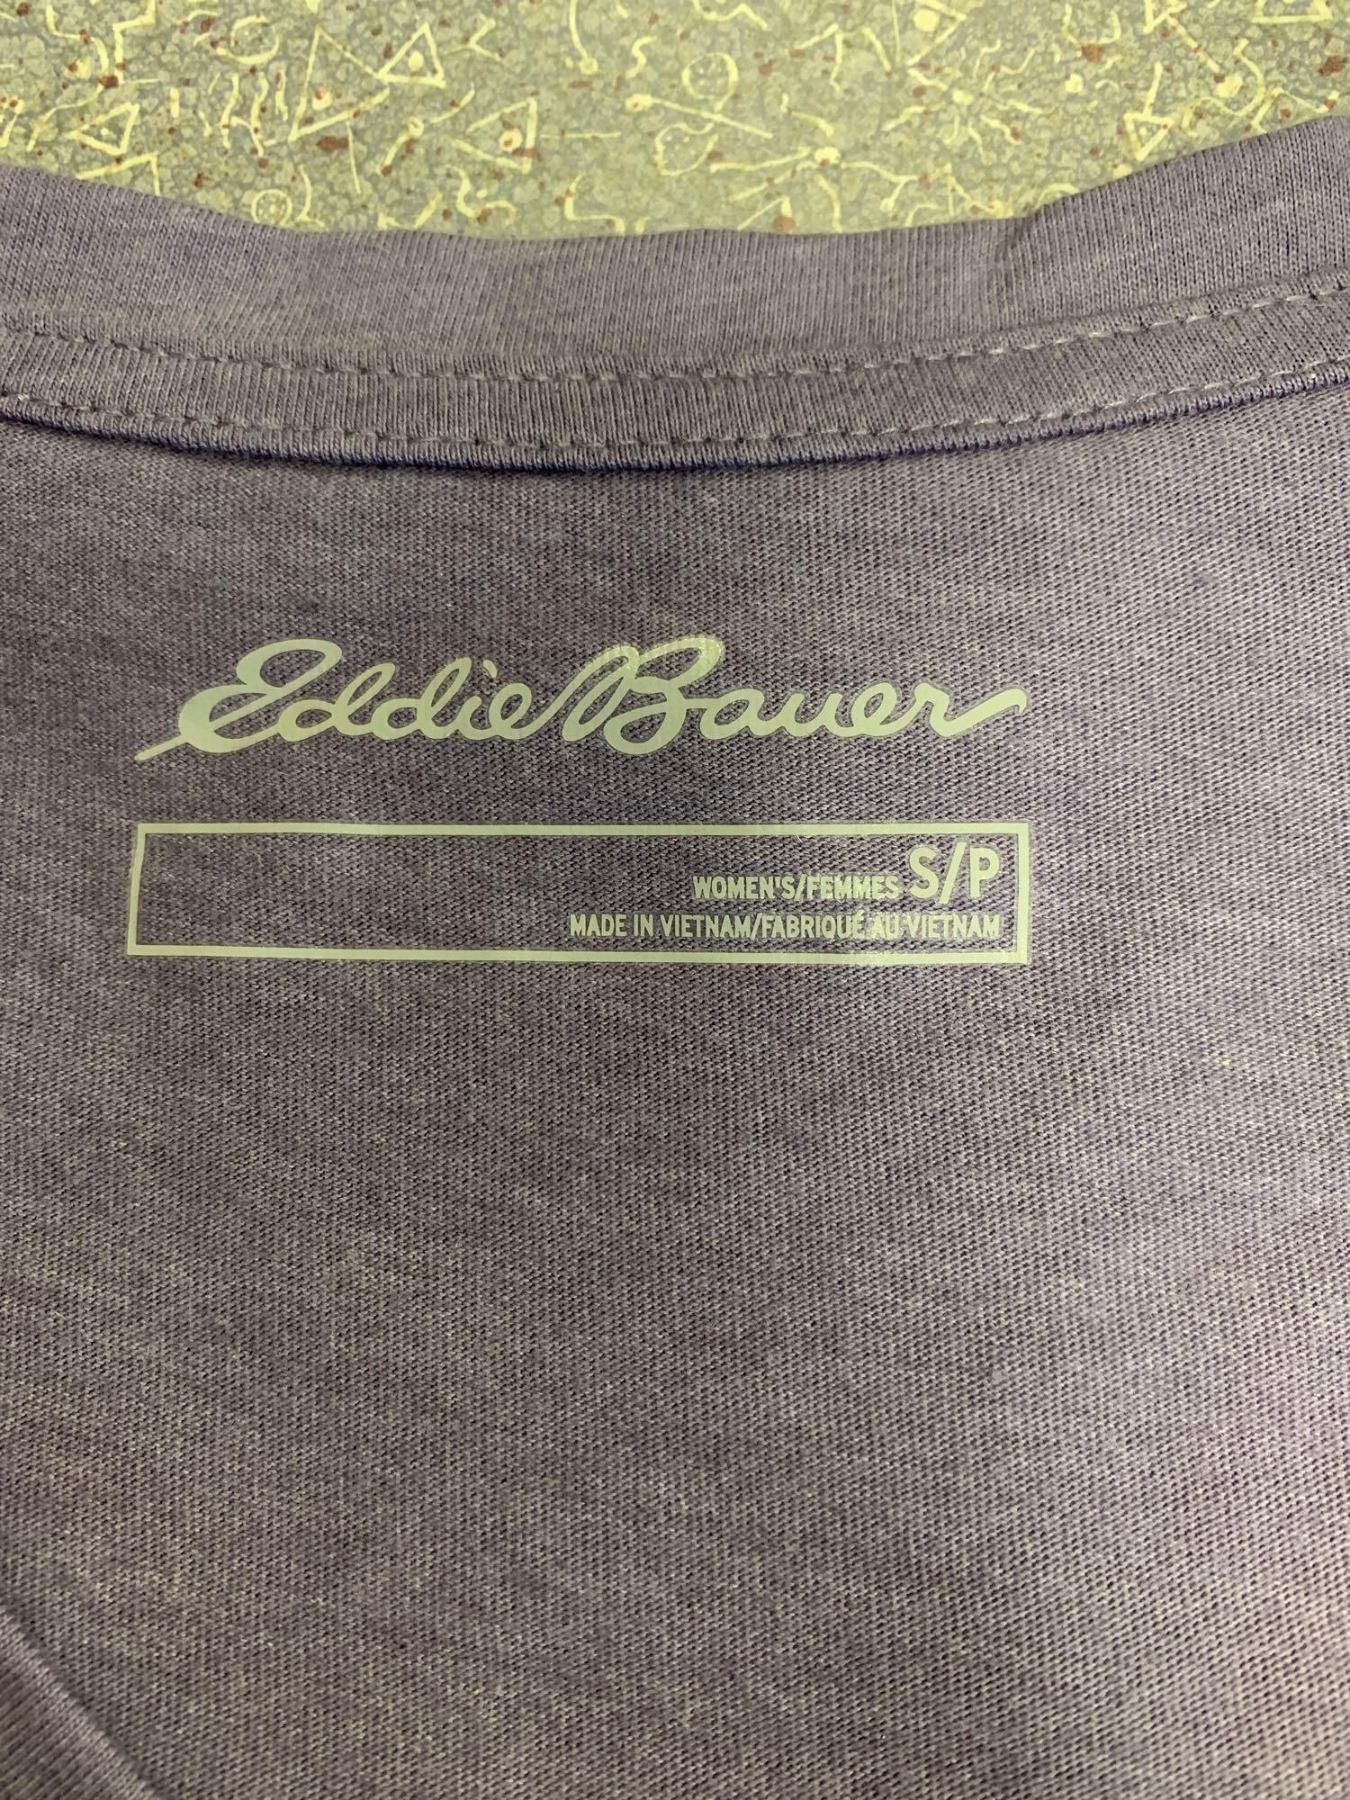 Eddie Bauer
WOMEN'S/FEMMES S/P
MADE IN VIETNAM/FABRIQUÉ AU VIETNAM